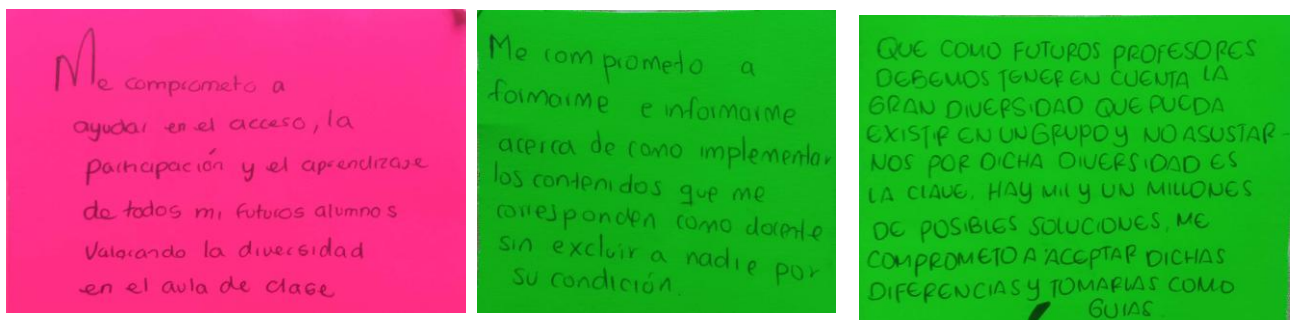 Me comprometo a
ayudar en el acceso, la
participación y el aprendizaje
de todos mi futuros alumnos
valorando la diversidad
en el aula de clase
Me comprometo a
formarme e informarme
acerca de como implementar
los contenidos que me
corresponden como docente
sin excluir a nadie por
su condición.
QUE COMO FUTUROS PROFESORES
DEBEMOS TENER EN CUENTA LA
GRAN DIVERSIDAD QUE PUEDA
EXISTIR EN UN GRUPO Y NO ASUSTAR-
NOS POR DICHA DIVERSIDAD ES
LA CLAVE. HAY MIL Y UN MILLONES
DE POSIBLES SOLUCIONES. ME
COMPROMETO A ACEPTAR DICHAS
DIFERENCIAS Y TOMARLAS COMO
GUIAS.